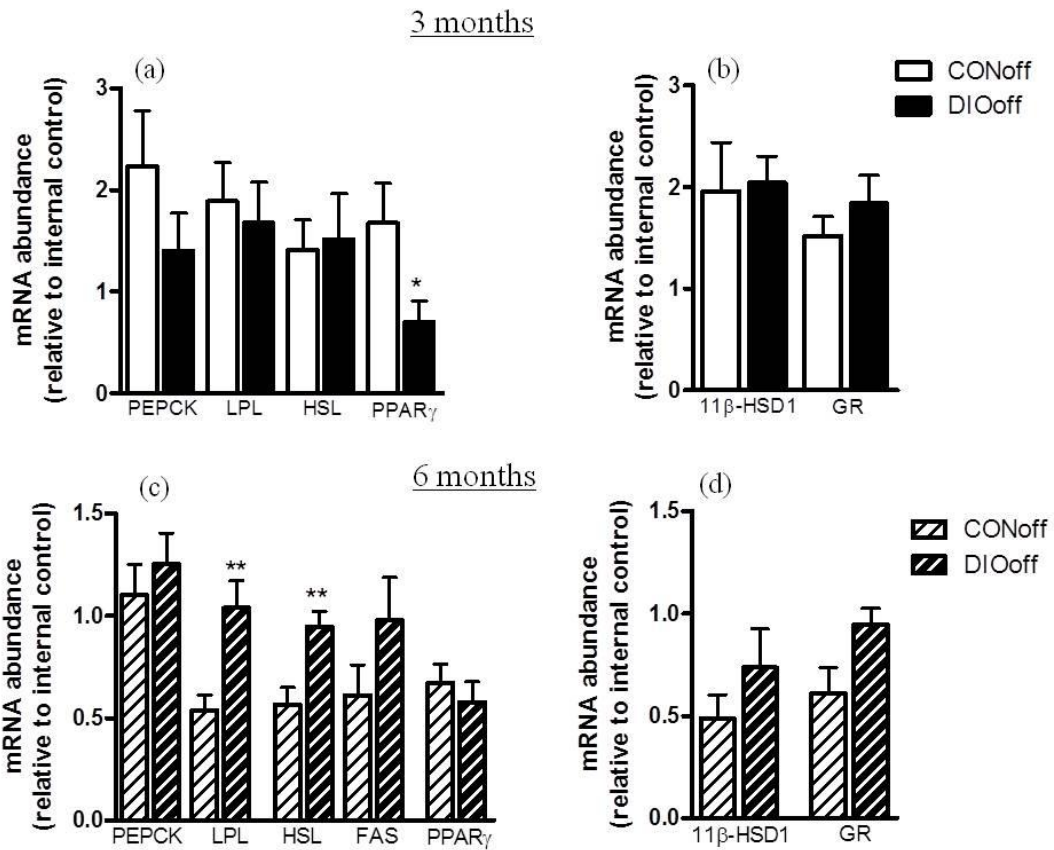 3 months
(a)
mRNA abundance
(relative to internal control)
3
2
1
0
*
PEPCK LPL HSL PPARγ
(b)
mRNA abundance
(relative to internal control)
3
2
1
0
11β-HSD1 GR
CONoff
DIOoff
6 months
(c)
mRNA abundance
(relative to internal control)
1.5
1.0
0.5
0.0
** **
PEPCK LPL HSL FAS PPARγ
(d)
mRNA abundance
(relative to internal control)
1.5
1.0
0.5
0.0
11β-HSD1 GR
CONoff
DIOoff